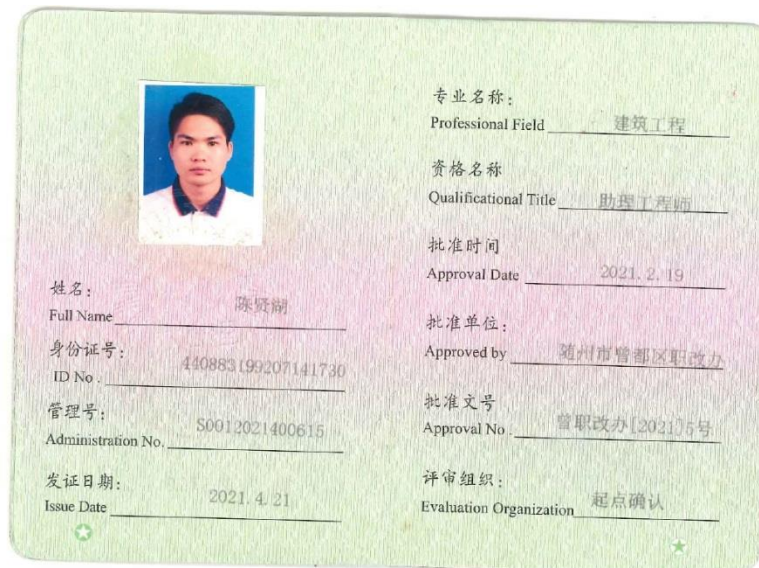 姓名：
Full Name 陈贤湖
身份证号：
ID No . 440883199207141730
管理号：
Administration No. S0012021400615
发证日期：
Issue Date 2021. 4. 21
专业名称：
Professional Field 建筑工程
资格名称
Qualificational Title 助理工程师
批准时间
Approval Date 2021. 2. 19
批准单位：
Approved by 随州市曾都区职改办
批准文号
Approval No . 曾职改办[2021]5号
评审组织：
Evaluation Organization 起点确认